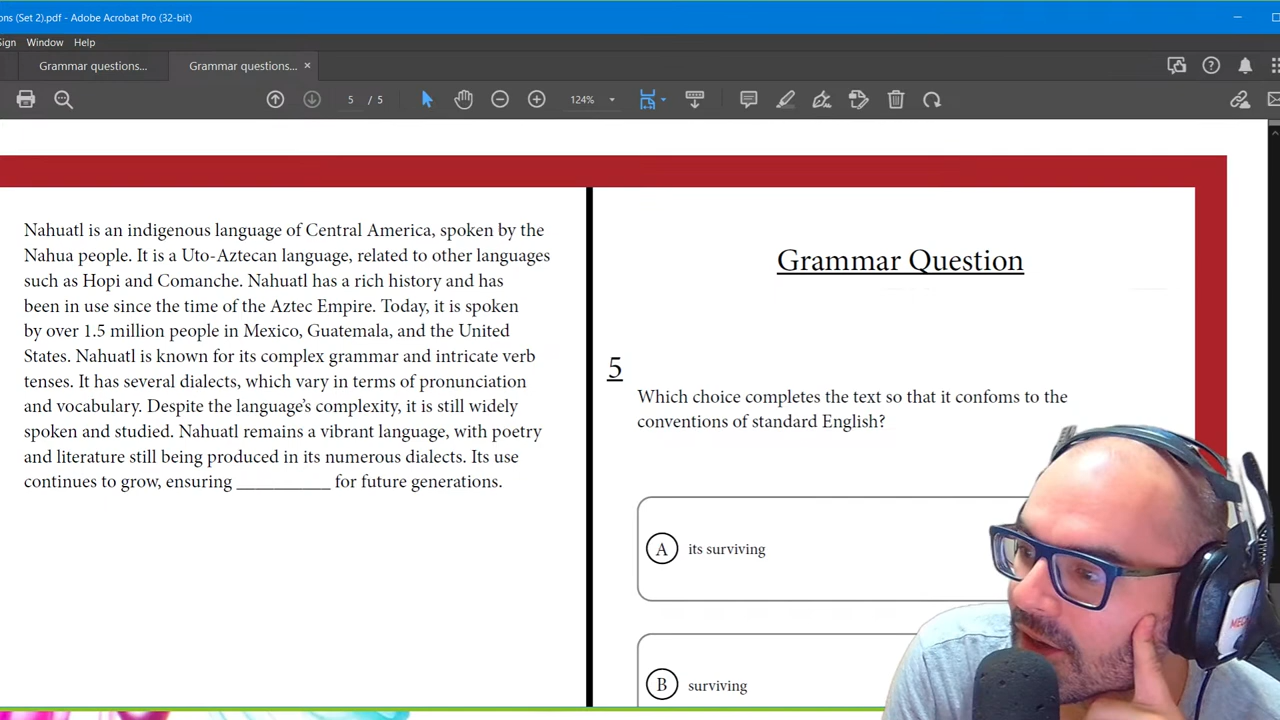 ons (Set 2).pdf - Adobe Acrobat Pro (32-bit)
Sign Window Help
Grammar questions...
Grammar questions... ×
5 / 5
124%
Nahuatl is an indigenous language of Central America, spoken by the
Nahua people. It is a Uto-Aztecan language, related to other languages
such as Hopi and Comanche. Nahuatl has a rich history and has
been in use since the time of the Aztec Empire. Today, it is spoken
by over 1.5 million people in Mexico, Guatemala, and the United
States. Nahuatl is known for its complex grammar and intricate verb
tenses. It has several dialects, which vary in terms of pronunciation
and vocabulary. Despite the language’s complexity, it is still widely
spoken and studied. Nahuatl remains a vibrant language, with poetry
and literature still being produced in its numerous dialects. Its use
continues to grow, ensuring __________ for future generations.
Grammar Question
5
Which choice completes the text so that it confoms to the
conventions of standard English?
A its surviving
B surviving